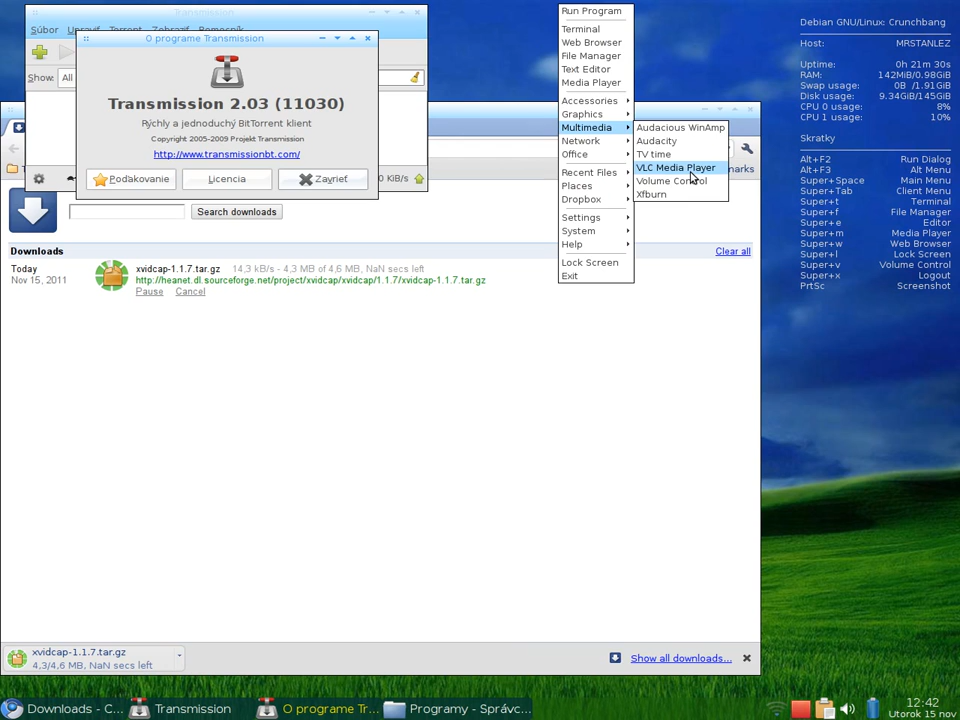 Transmission
Súbor Upraviť Torrent Zobraziť Pomocník
Show: All
O programe Transmission
Transmission 2.03 (11030)
Rýchly a jednoduchý BitTorrent klient
Copyright 2005-2009 Projekt Transmission
http://www.transmissionbt.com/
Poďakovanie Licencia Zavrieť
0 KiB/s
marks
Search downloads
Downloads
Clear all
Today
Nov 15, 2011
xvidcap-1.1.7.tar.gz 14,3 kB/s - 4,3 MB of 4,6 MB, NaN secs left
http://heanet.dl.sourceforge.net/project/xvidcap/xvidcap/1.1.7/xvidcap-1.1.7.tar.gz
Pause Cancel
xvidcap-1.1.7.tar.gz
4,3/4,6 MB, NaN secs left
Show all downloads...
Run Program
Terminal
Web Browser
File Manager
Text Editor
Media Player
Accessories
Graphics
Multimedia
Network
Office
Recent Files
Places
Dropbox
Settings
System
Help
Lock Screen
Exit
Audacious WinAmp
Audacity
TV time
VLC Media Player
Volume Control
Xfburn
Debian GNU/Linux: Crunchbang
Host: MRSTANLEZ
Uptime: 0h 21m 30s
RAM: 142MiB/0.98GiB
Swap usage: 0B /1.91GiB
Disk usage: 9.34GiB/145GiB
CPU 0 usage: 8%
CPU 1 usage: 10%
Skratky
Alt+F2 Run Dialog
Alt+F3 Alt Menu
Super+Space Main Menu
Super+Tab Client Menu
Super+t Terminal
Super+f File Manager
Super+e Editor
Super+m Media Player
Super+w Web Browser
Super+l Lock Screen
Super+v Volume Control
Super+x Logout
PrtSc Screenshot
Downloads - C... Transmission O programe Tr... Programy - Správc...
12:42
Utorok 15 nov